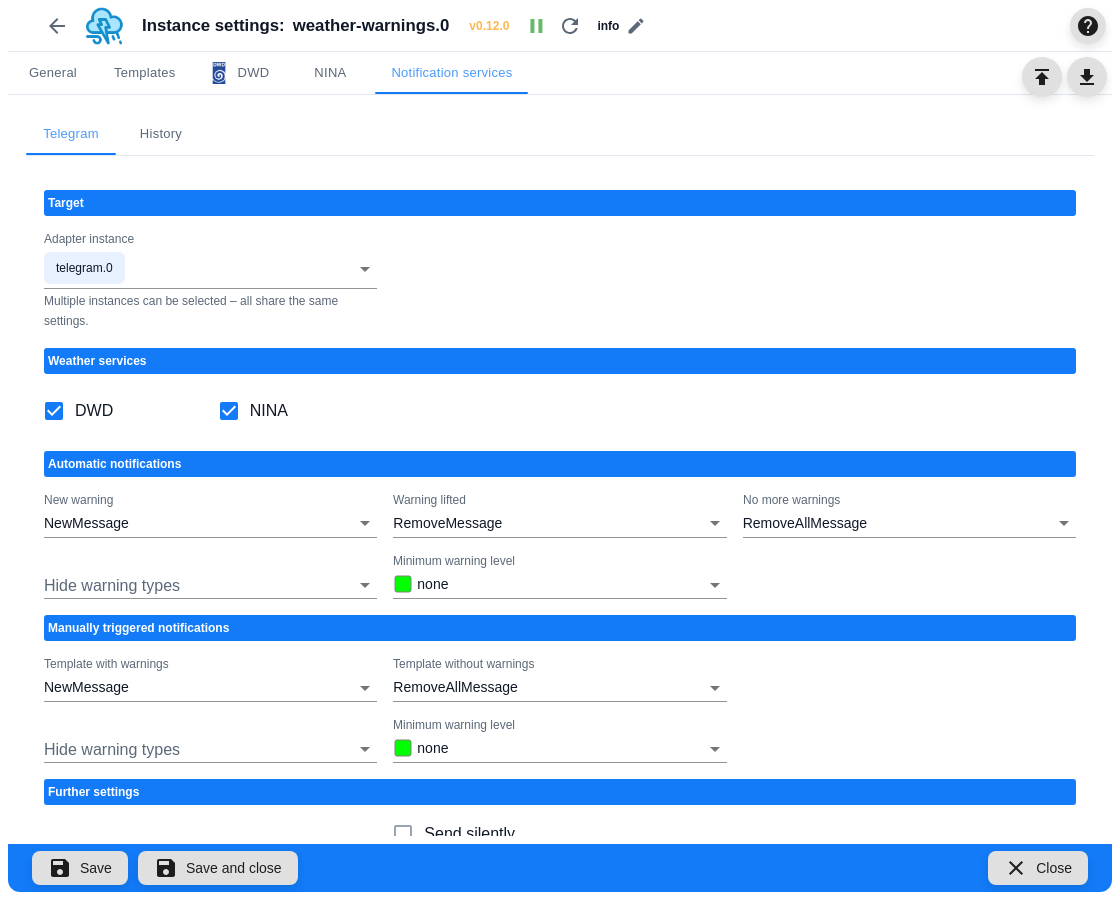 Instance settings: weather-warnings.0 v0.12.0 info
General Templates DWD NINA Notification services
Telegram History
Target
Adapter instance
telegram.0
Multiple instances can be selected – all share the same
settings.
Weather services
DWD NINA
Automatic notifications
New warning Warning lifted No more warnings
NewMessage RemoveMessage RemoveAllMessage
Minimum warning level
Hide warning types none
Manually triggered notifications
Template with warnings Template without warnings
NewMessage RemoveAllMessage
Minimum warning level
Hide warning types none
Further settings
Send silently
Save Save and close Close